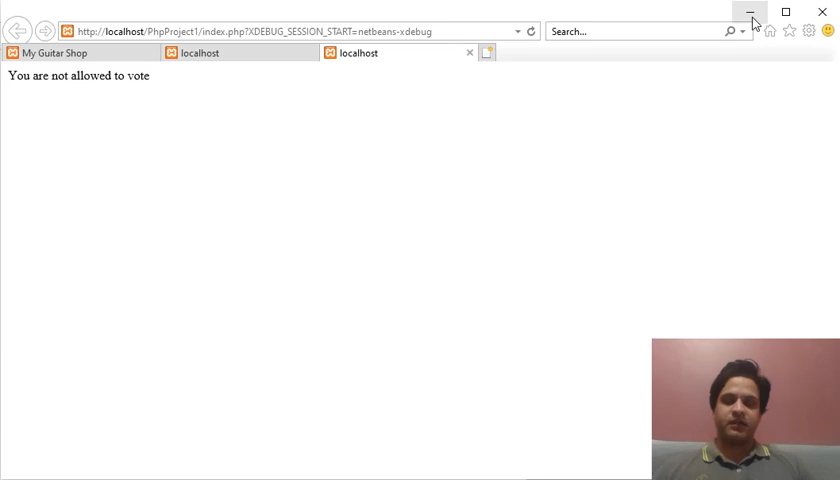 http://localhost/PhpProject1/index.php?XDEBUG_SESSION_START=netbeans-xdebug
Search...
My Guitar Shop
localhost
localhost
You are not allowed to vote